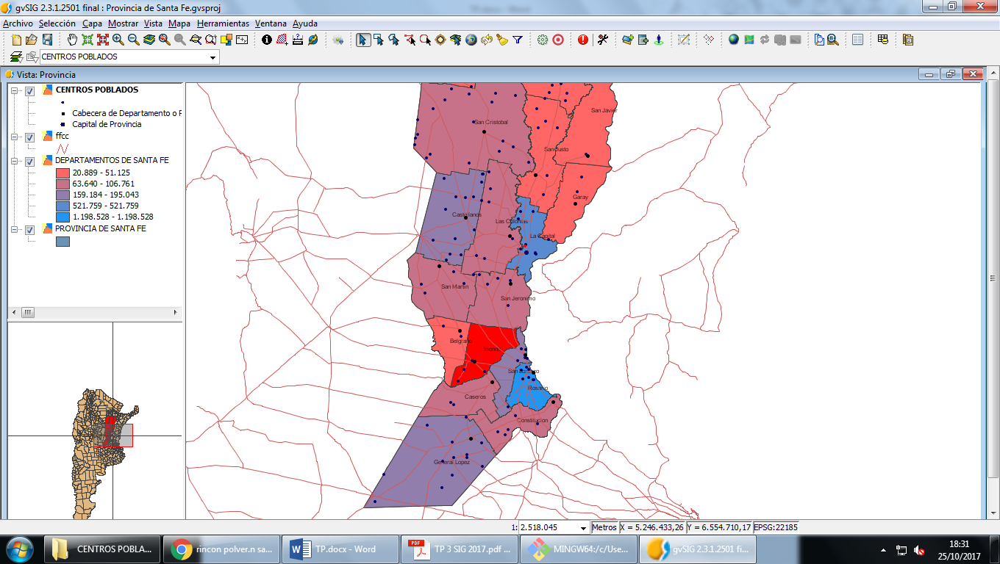 gvSIG 2.3.1.2501 final : Provincia de Santa Fe.gvsproj
Archivo Selección Capa Mostrar Vista Mapa Herramientas Ventana Ayuda
CENTROS POBLADOS
Vista: Provincia
CENTROS POBLADOS
Cabecera de Departamento o P
Capital de Provincia
ffcc
DEPARTAMENTOS DE SANTA FE
20.889 - 51.125
63.640 - 106.761
159.184 - 195.043
521.759 - 521.759
1.198.528 - 1.198.528
PROVINCIA DE SANTA FE
San Javier
San Cristobal
San Justo
Garay
Castellanos
Las Colonias
La Capital
San Martin
San Jeronimo
Belgrano
Iriondo
San Lorenzo
Rosario
Caseros
Constitucion
General Lopez
1: 2.518.045 Metros X = 5.246.433,26 Y = 6.554.710,17 EPSG:22185
CENTROS POBLA... rincon polver.n sa... TP.docx - Word TP 3 SIG 2017.pdf ... MINGW64:/c/Use... gvSIG 2.3.1.2501 fi...
PDF
18:31
25/10/2017